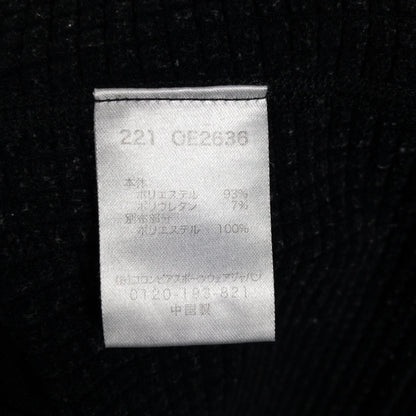 221 OE2636
本体
ポリエステル 93%
ポリウレタン 7%
別布部分
ポリエステル 100%
(株)コロンビアスポーツウェアジャパン
0120-193-821
中国製